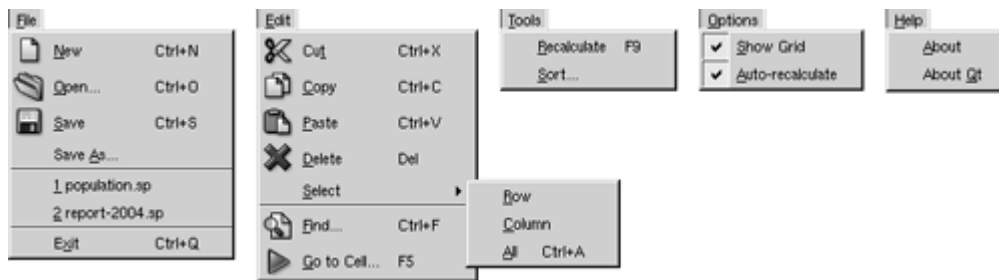 File
New Ctrl+N
Open... Ctrl+O
Save Ctrl+S
Save As...
1 population.sp
2 report-2004.sp
Exit Ctrl+Q
Edit
Cut Ctrl+X
Copy Ctrl+C
Paste Ctrl+V
Delete Del
Select
Find... Ctrl+F
Go to Cell... F5
Row
Column
All Ctrl+A
Tools
Recalculate F9
Sort...
Options
Show Grid
Auto-recalculate
Help
About
About Qt